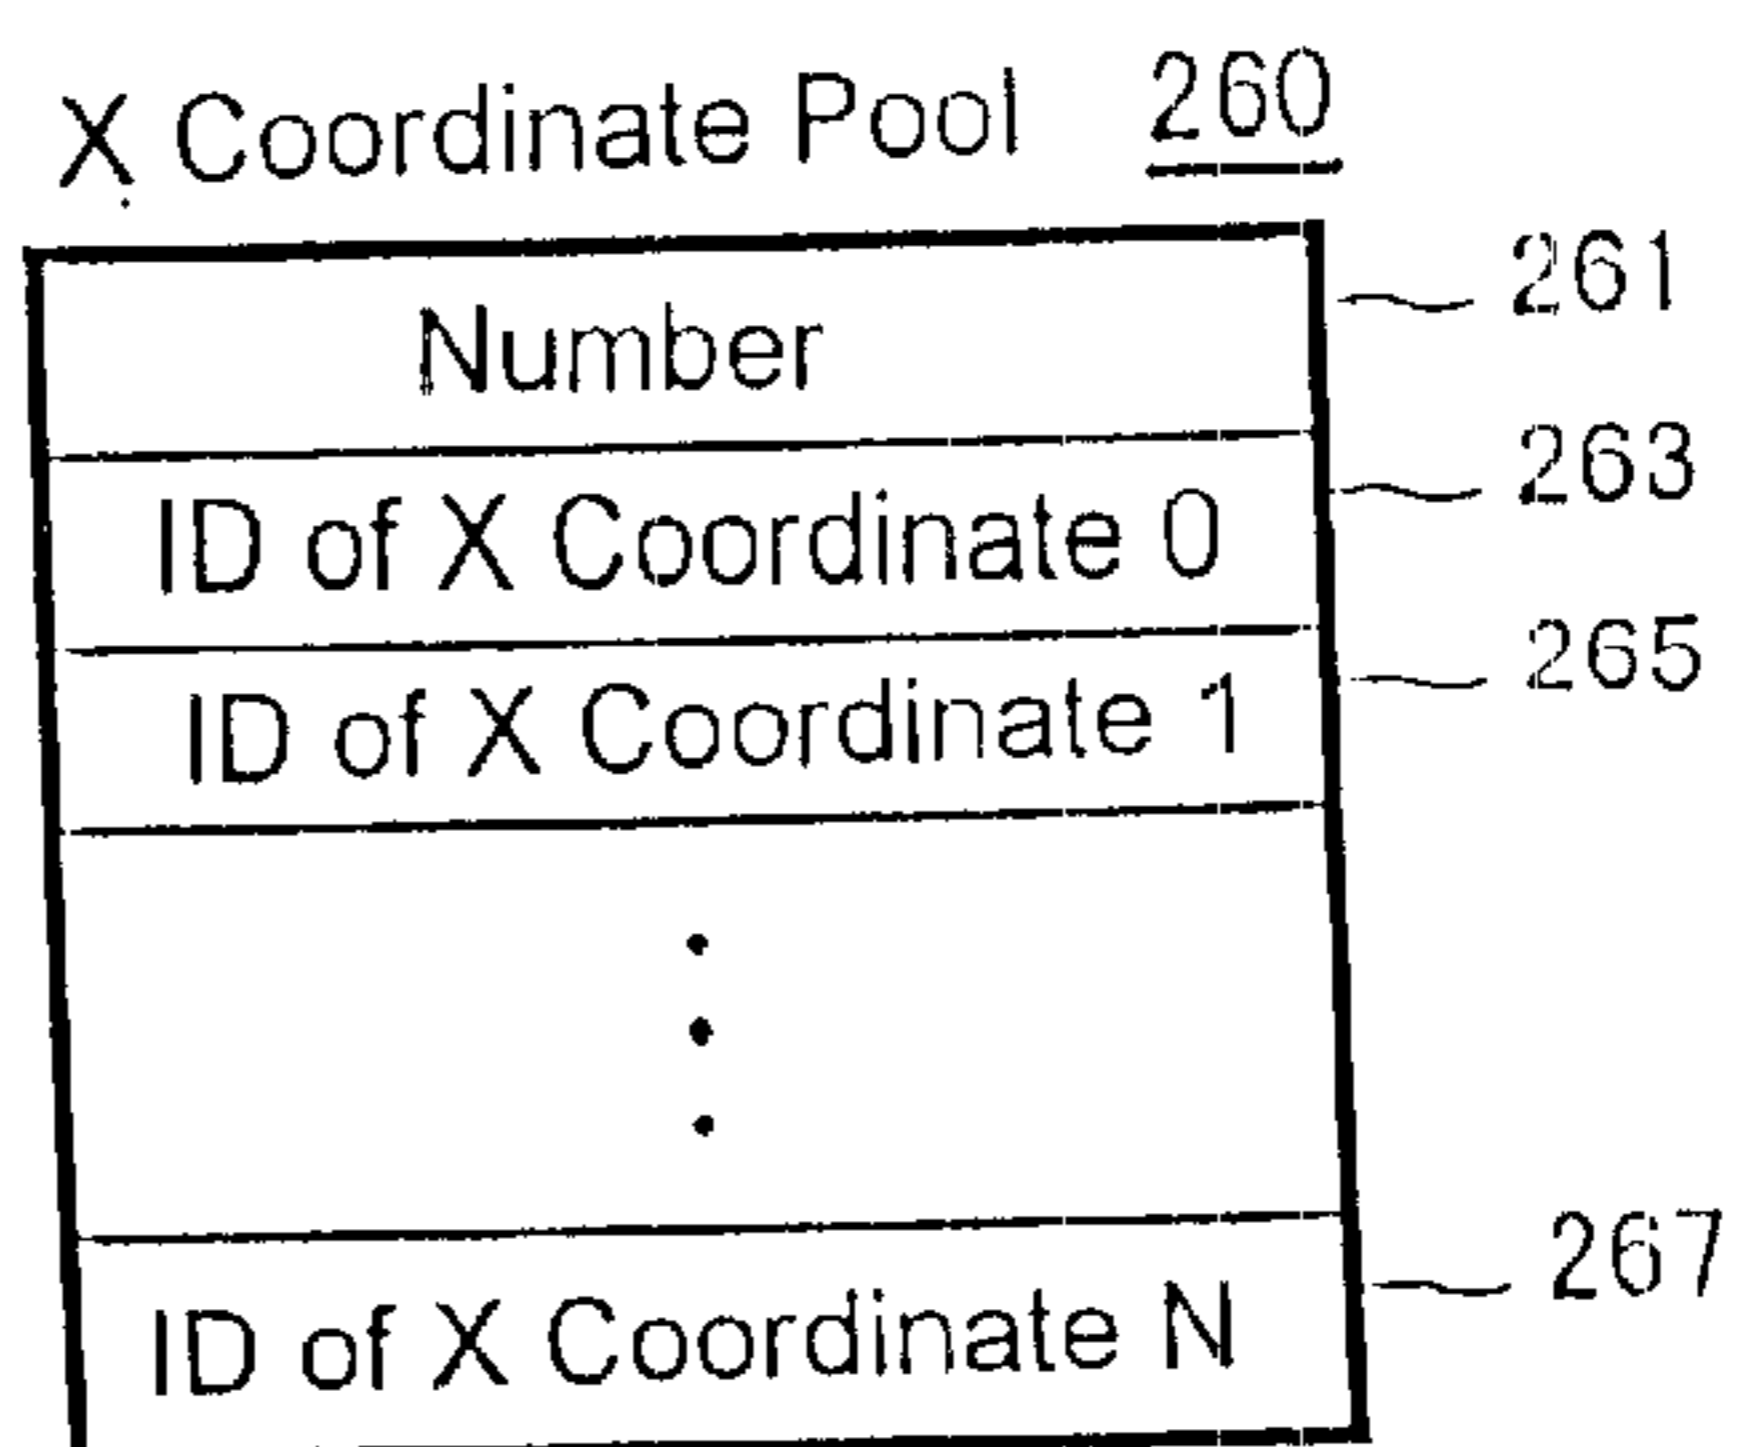 X Coordinate Pool 260
Number 261
ID of X Coordinate 0 263
ID of X Coordinate 1 265
ID of X Coordinate N 267